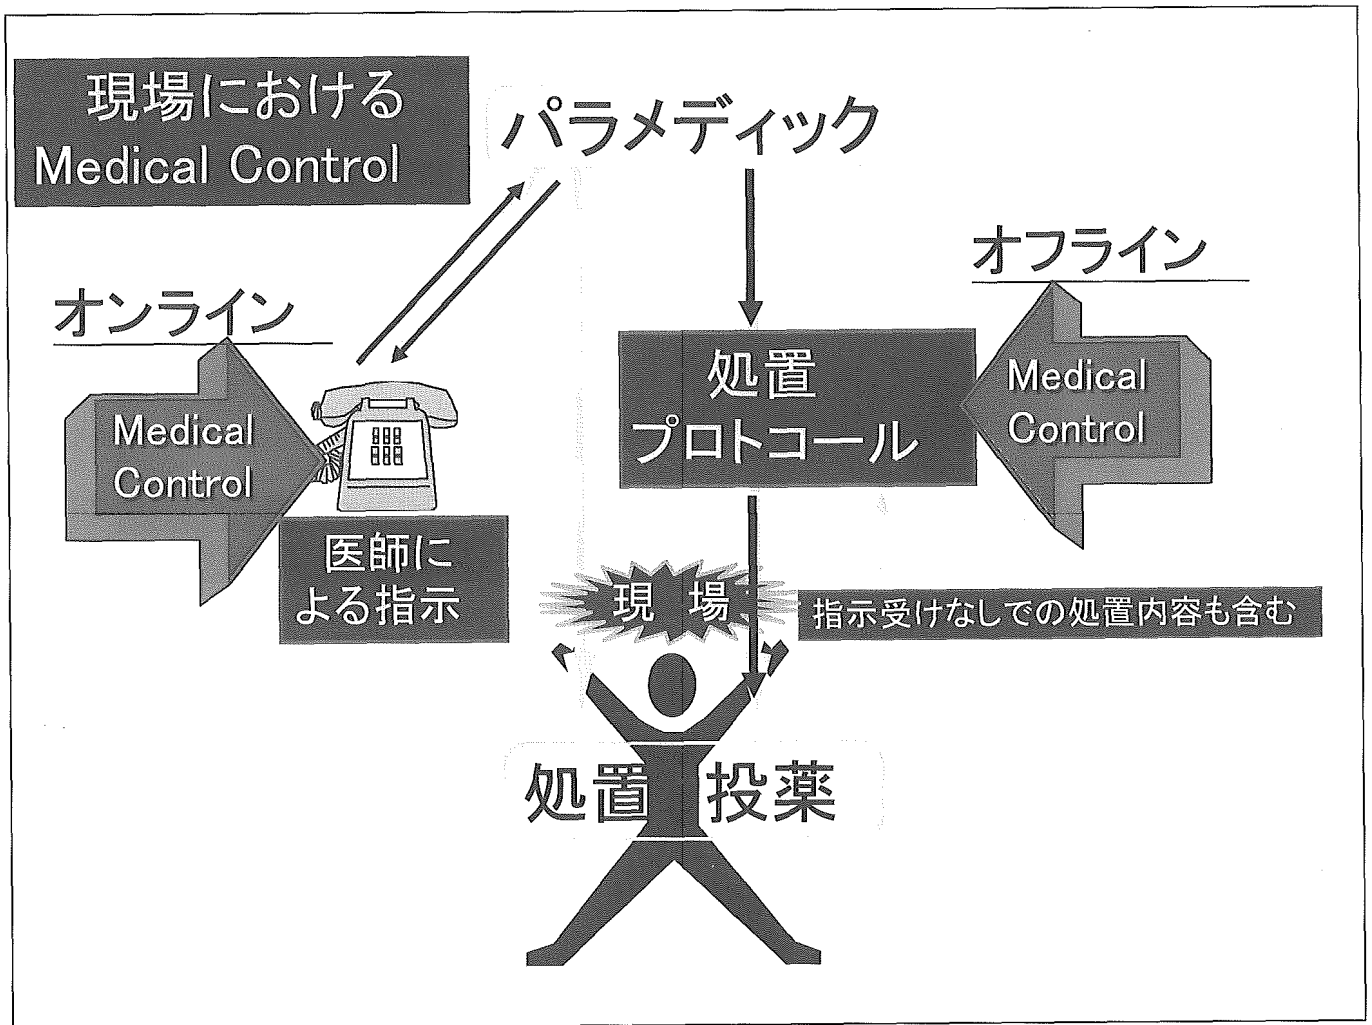 現場における
Medical Control
パラメディック
オンライン
オフライン
Medical
Control
処置
プロトコール
Medical
Control
医師に
よる指示
現 場
指示受けなしでの処置内容も含む
処置 投薬